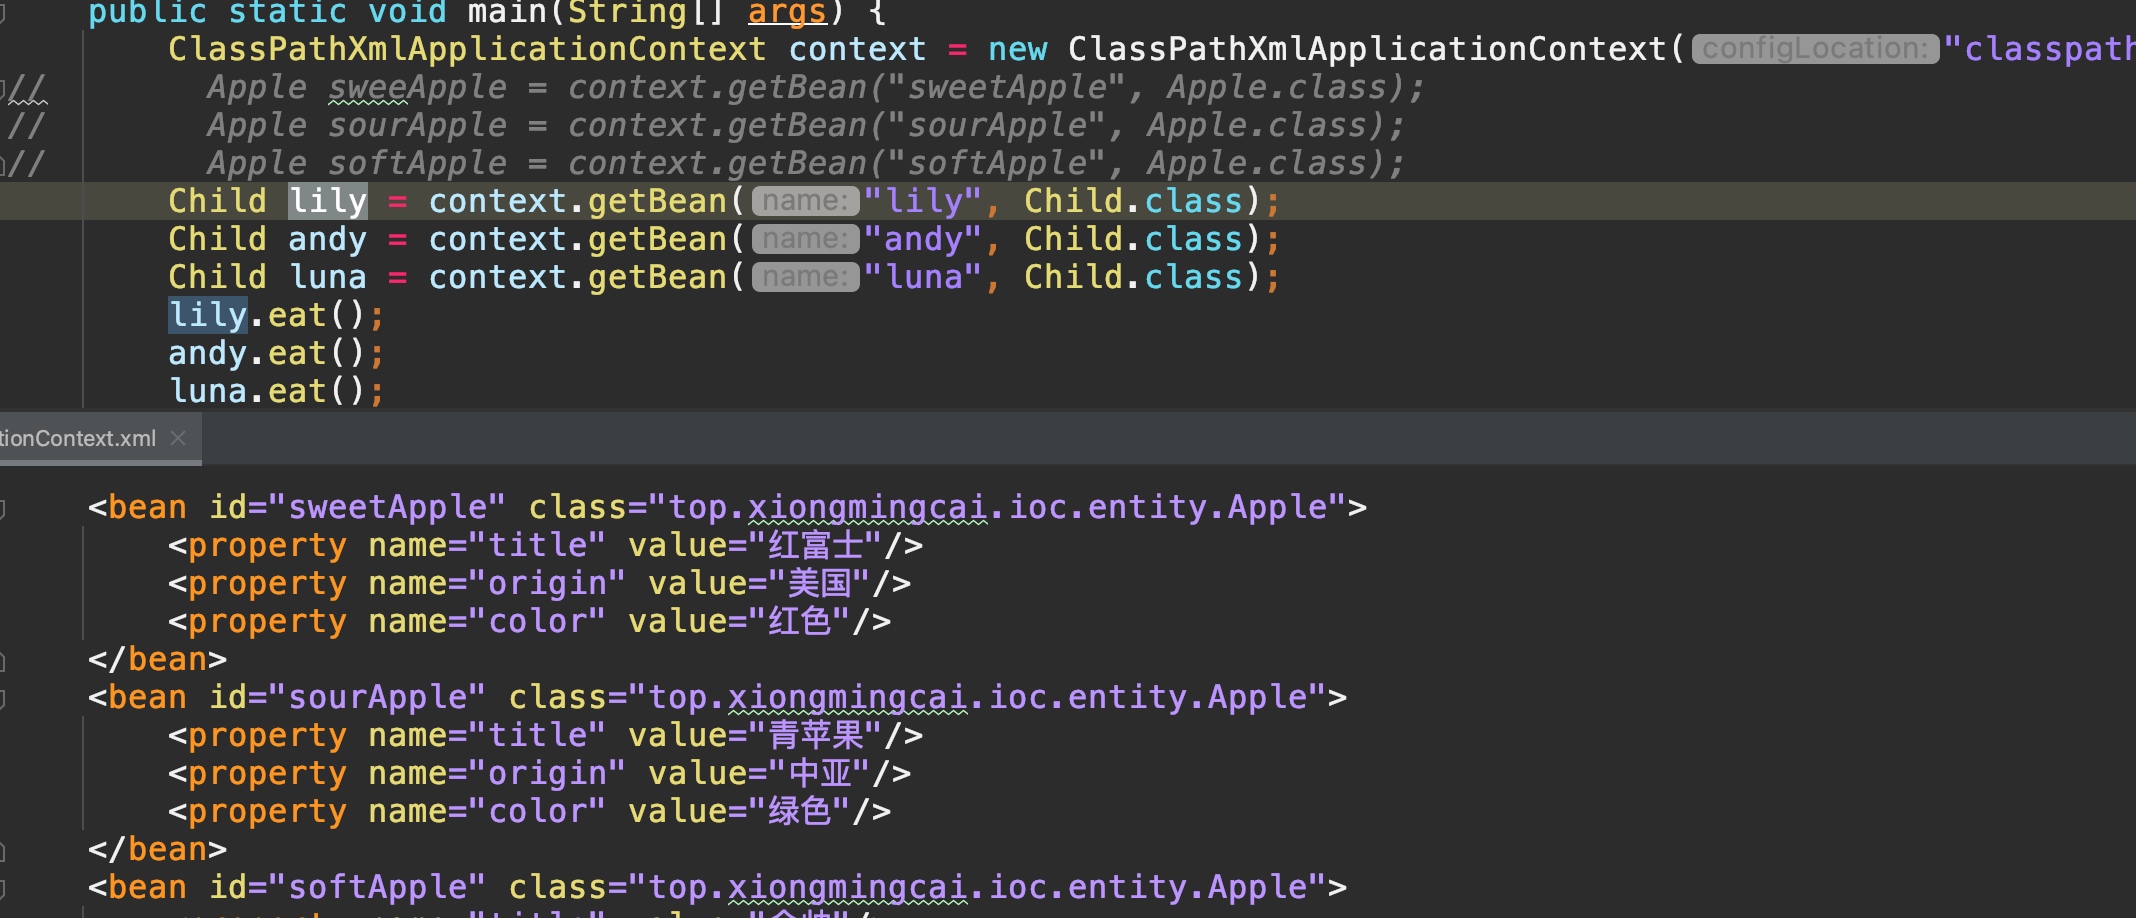 public static void main(String[] args) {
ClassPathXmlApplicationContext context = new ClassPathXmlApplicationContext(configLocation: "classpath
// Apple sweeApple = context.getBean("sweetApple", Apple.class);
// Apple sourApple = context.getBean("sourApple", Apple.class);
// Apple softApple = context.getBean("softApple", Apple.class);
Child lily = context.getBean(name: "lily", Child.class);
Child andy = context.getBean(name: "andy", Child.class);
Child luna = context.getBean(name: "luna", Child.class);
lily.eat();
andy.eat();
luna.eat();
tionContext.xml
<bean id="sweetApple" class="top.xiongmingcai.ioc.entity.Apple">
<property name="title" value="红富士"/>
<property name="origin" value="美国"/>
<property name="color" value="红色"/>
</bean>
<bean id="sourApple" class="top.xiongmingcai.ioc.entity.Apple">
<property name="title" value="青苹果"/>
<property name="origin" value="中亚"/>
<property name="color" value="绿色"/>
</bean>
<bean id="softApple" class="top.xiongmingcai.ioc.entity.Apple">